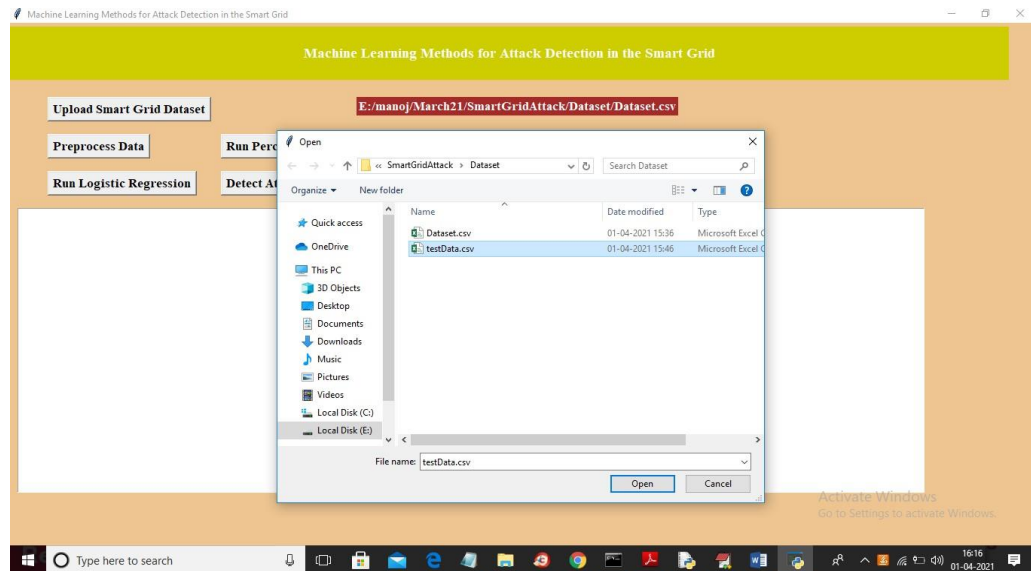 Machine Learning Methods for Attack Detection in the Smart Grid
Machine Learning Methods for Attack Detection in the Smart Grid
Upload Smart Grid Dataset
E:/manoj/March21/SmartGridAttack/Dataset/Dataset.csv
Preprocess Data
Run Perc
Run Logistic Regression
Detect At
Open
« SmartGridAttack > Dataset
Search Dataset
Organize
New folder
Name
Date modified
Type
Quick access
OneDrive
This PC
3D Objects
Desktop
Documents
Downloads
Music
Pictures
Videos
Local Disk (C:)
Local Disk (E:)
Dataset.csv
01-04-2021 15:36
Microsoft Excel C
testData.csv
01-04-2021 15:46
Microsoft Excel C
File name: testData.csv
Open
Cancel
Activate Windows
Go to Settings to activate Windows.
Type here to search
16:16
01-04-2021